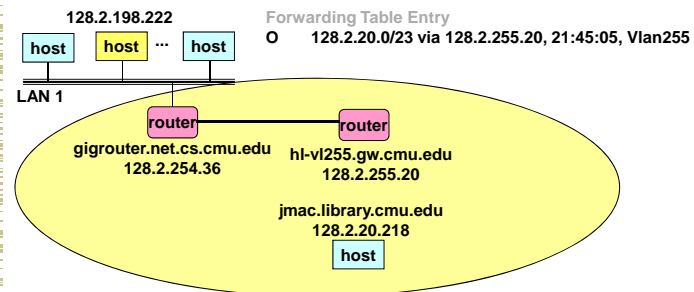 128.2.198.222
Forwarding Table Entry
O 128.2.20.0/23 via 128.2.255.20, 21:45:05, Vlan255
host host ... host
LAN 1
router router
gigrouter.net.cs.cmu.edu
128.2.254.36
hl-vl255.gw.cmu.edu
128.2.255.20
jmac.library.cmu.edu
128.2.20.218
host